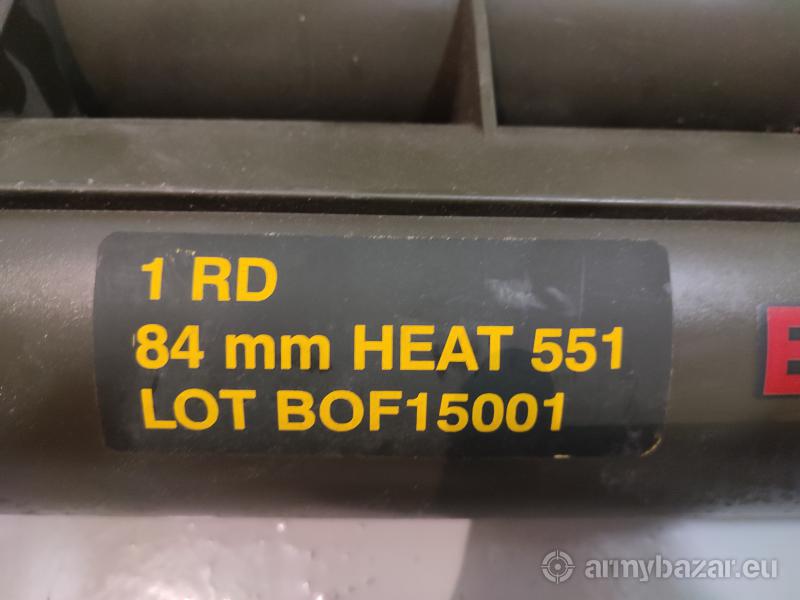 1 RD
84 mm HEAT 551
LOT BOF15001
armybazar.eu